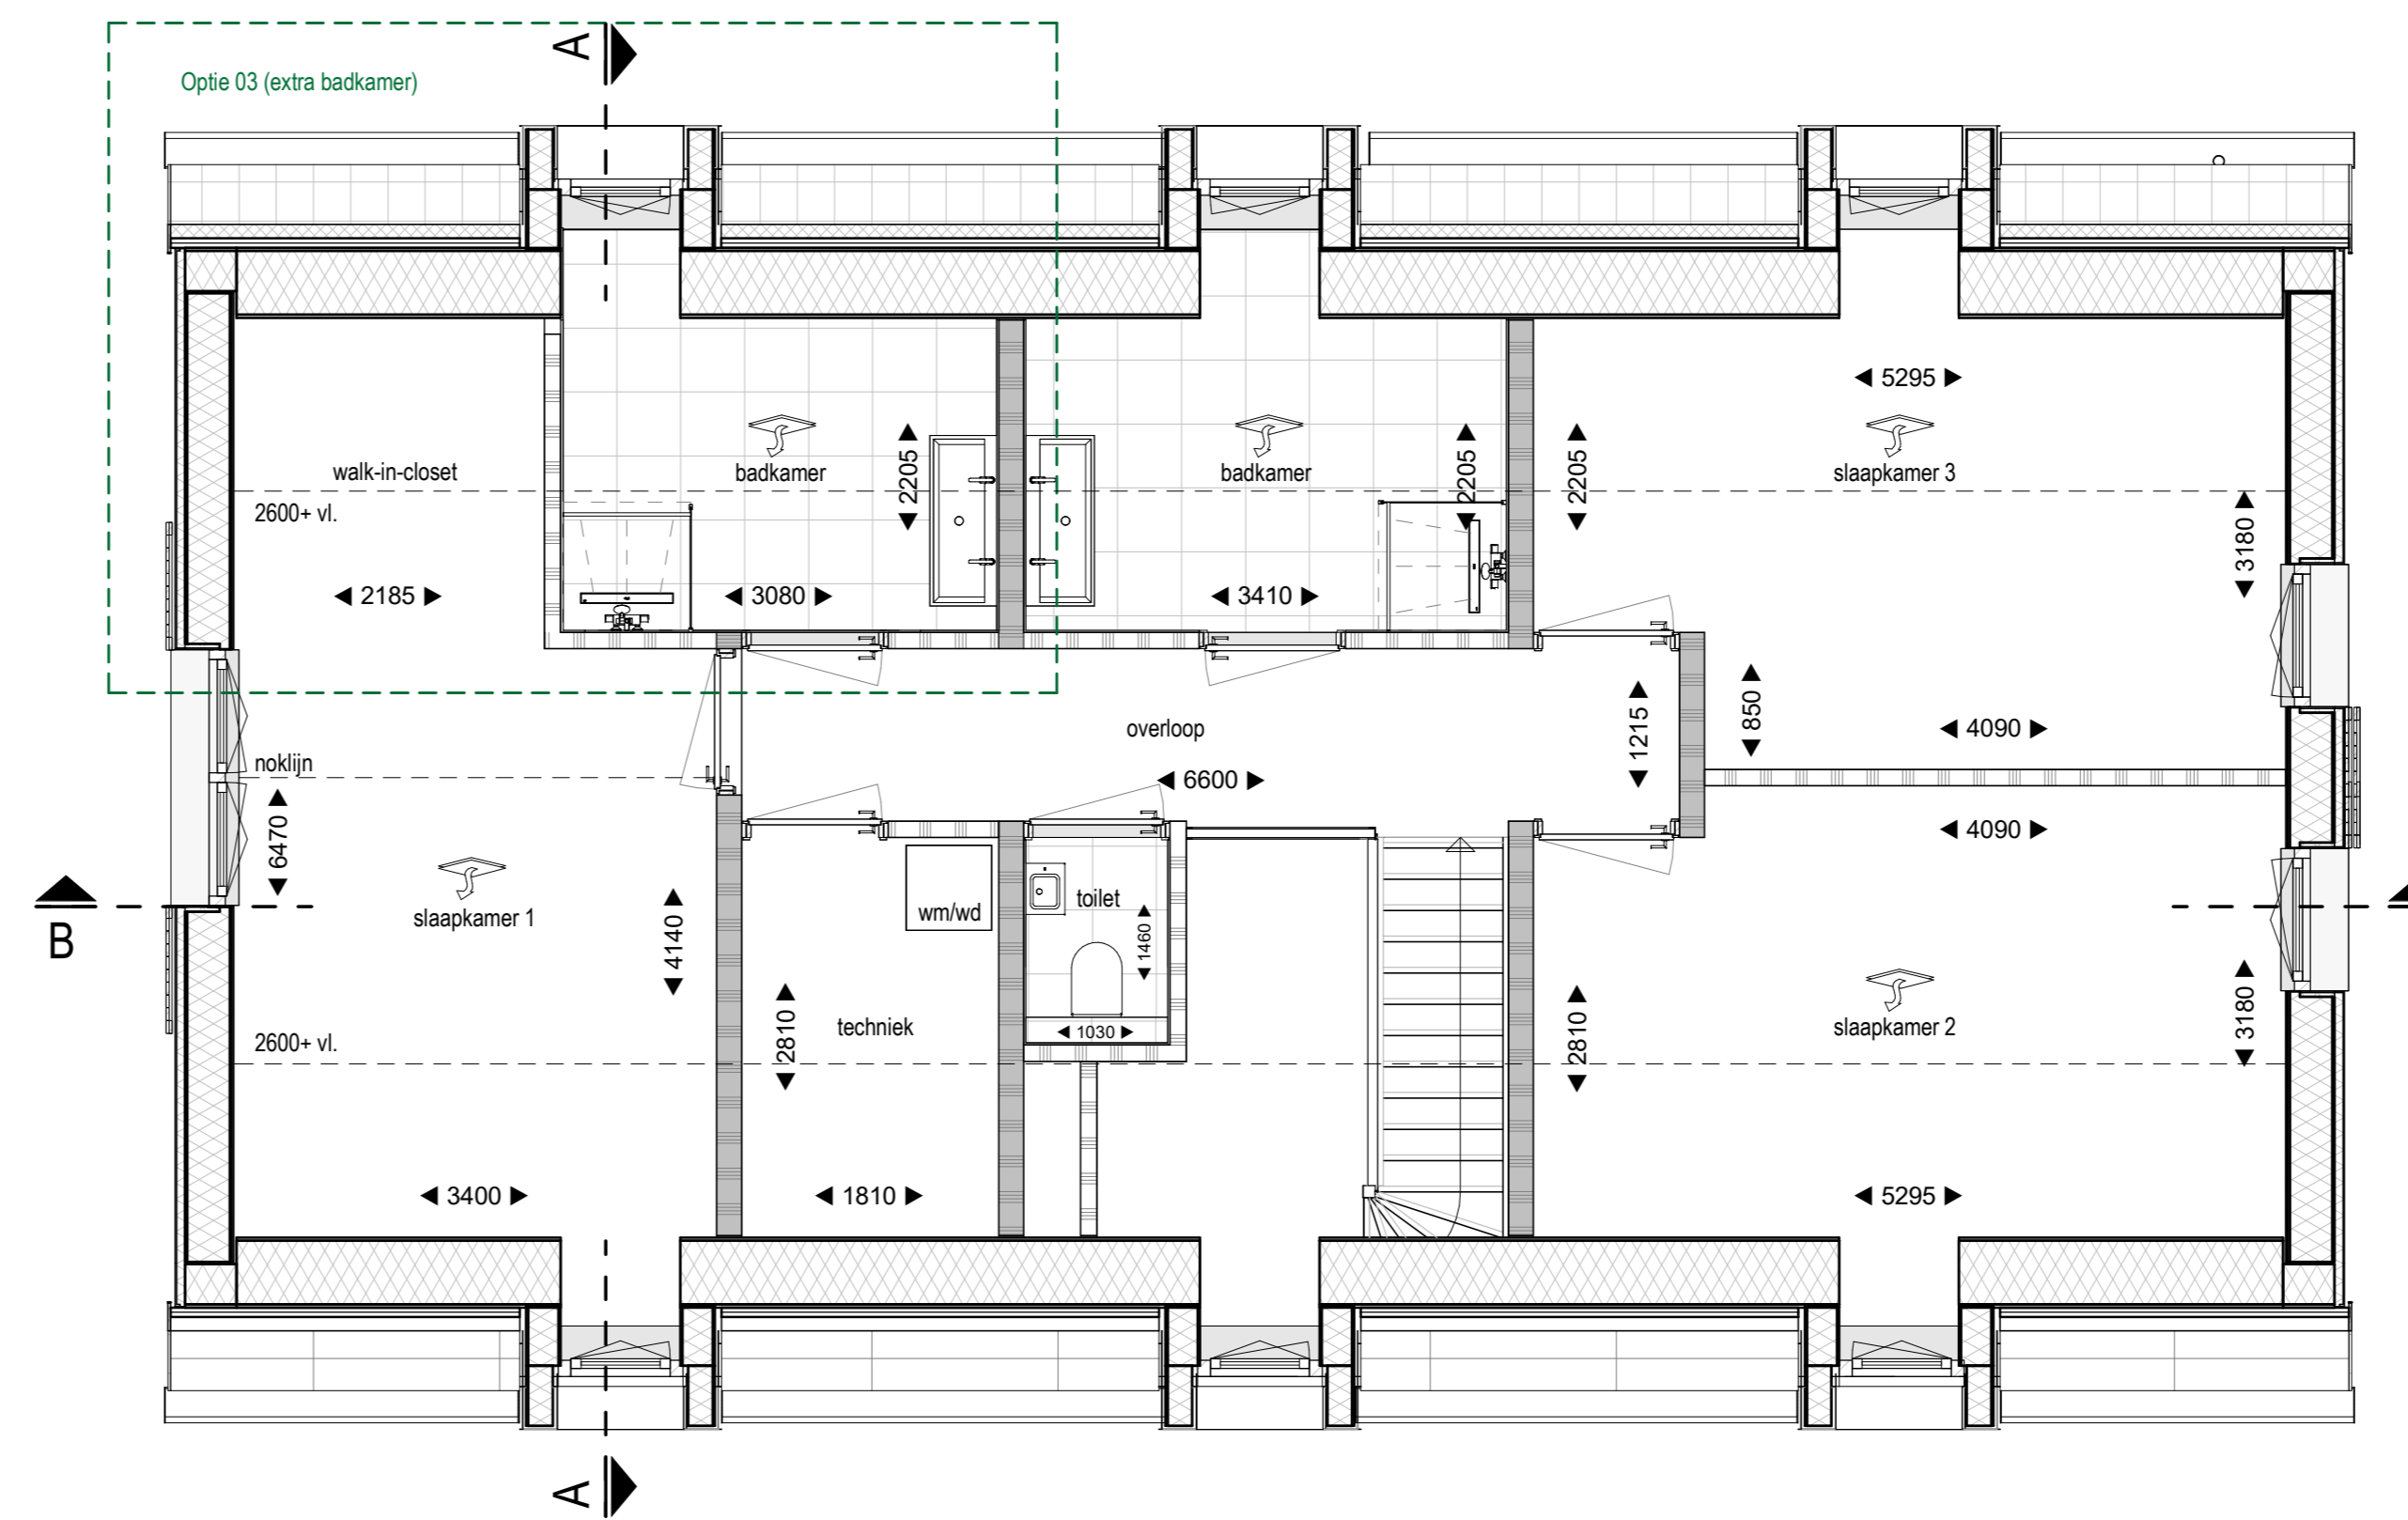 A
Optie 03 (extra badkamer)
5295
walk-in-closet
badkamer
2205
badkamer
2205
2205
slaapkamer 3
2600+ vl.
3180
2185
3080
3410
overloop
1215
850
4090
noklijn
6600
6470
4090
B
slaapkamer 1
4140
wm/wd
toilet
1460
2600+ vl.
2810
techniek
1030
2810
slaapkamer 2
3180
3400
1810
5295
A